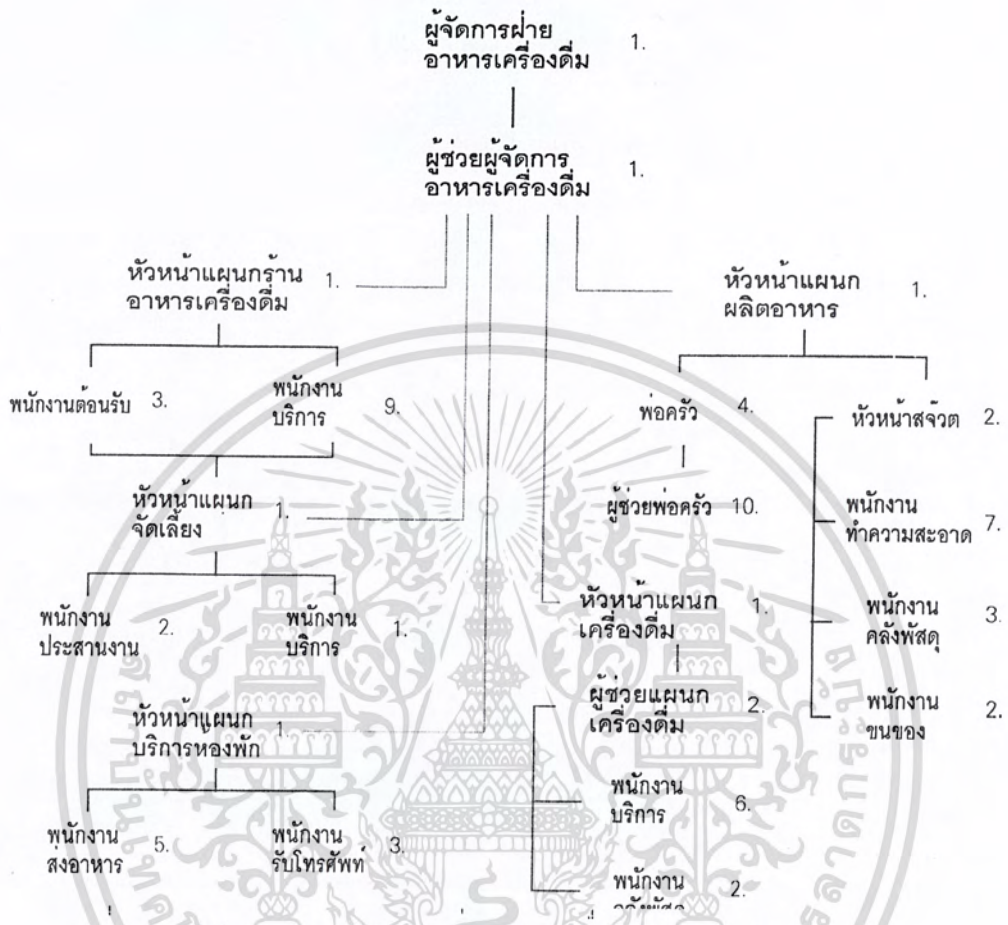 ผู้จัดการฝ่าย
อาหารเครื่องดื่ม 1.
ผู้ช่วยผู้จัดการ
อาหารเครื่องดื่ม 1.
หัวหน้าแผนกร้าน
อาหารเครื่องดื่ม 1.
หัวหน้าแผนก
ผลิตอาหาร 1.
พนักงานต้อนรับ 3.
พนักงาน
บริการ 9.
พ่อครัว 4.
หัวหน้าสจ๊วต 2.
หัวหน้าแผนก
จัดเลี้ยง 1.
ผู้ช่วยพ่อครัว 10.
พนักงาน
ทำความสะอาด 7.
พนักงาน
ประสานงาน 2.
พนักงาน
บริการ 1.
หัวหน้าแผนก
เครื่องดื่ม 1.
พนักงาน
คลังพัสดุ 3.
หัวหน้าแผนก
บริการห้องพัก 1.
ผู้ช่วยแผนก
เครื่องดื่ม 2.
พนักงาน
ขนของ 2.
พนักงาน
ส่งอาหาร 5.
พนักงาน
รับโทรศัพท์ 3.
พนักงาน
บริการ 6.
พนักงาน 2.